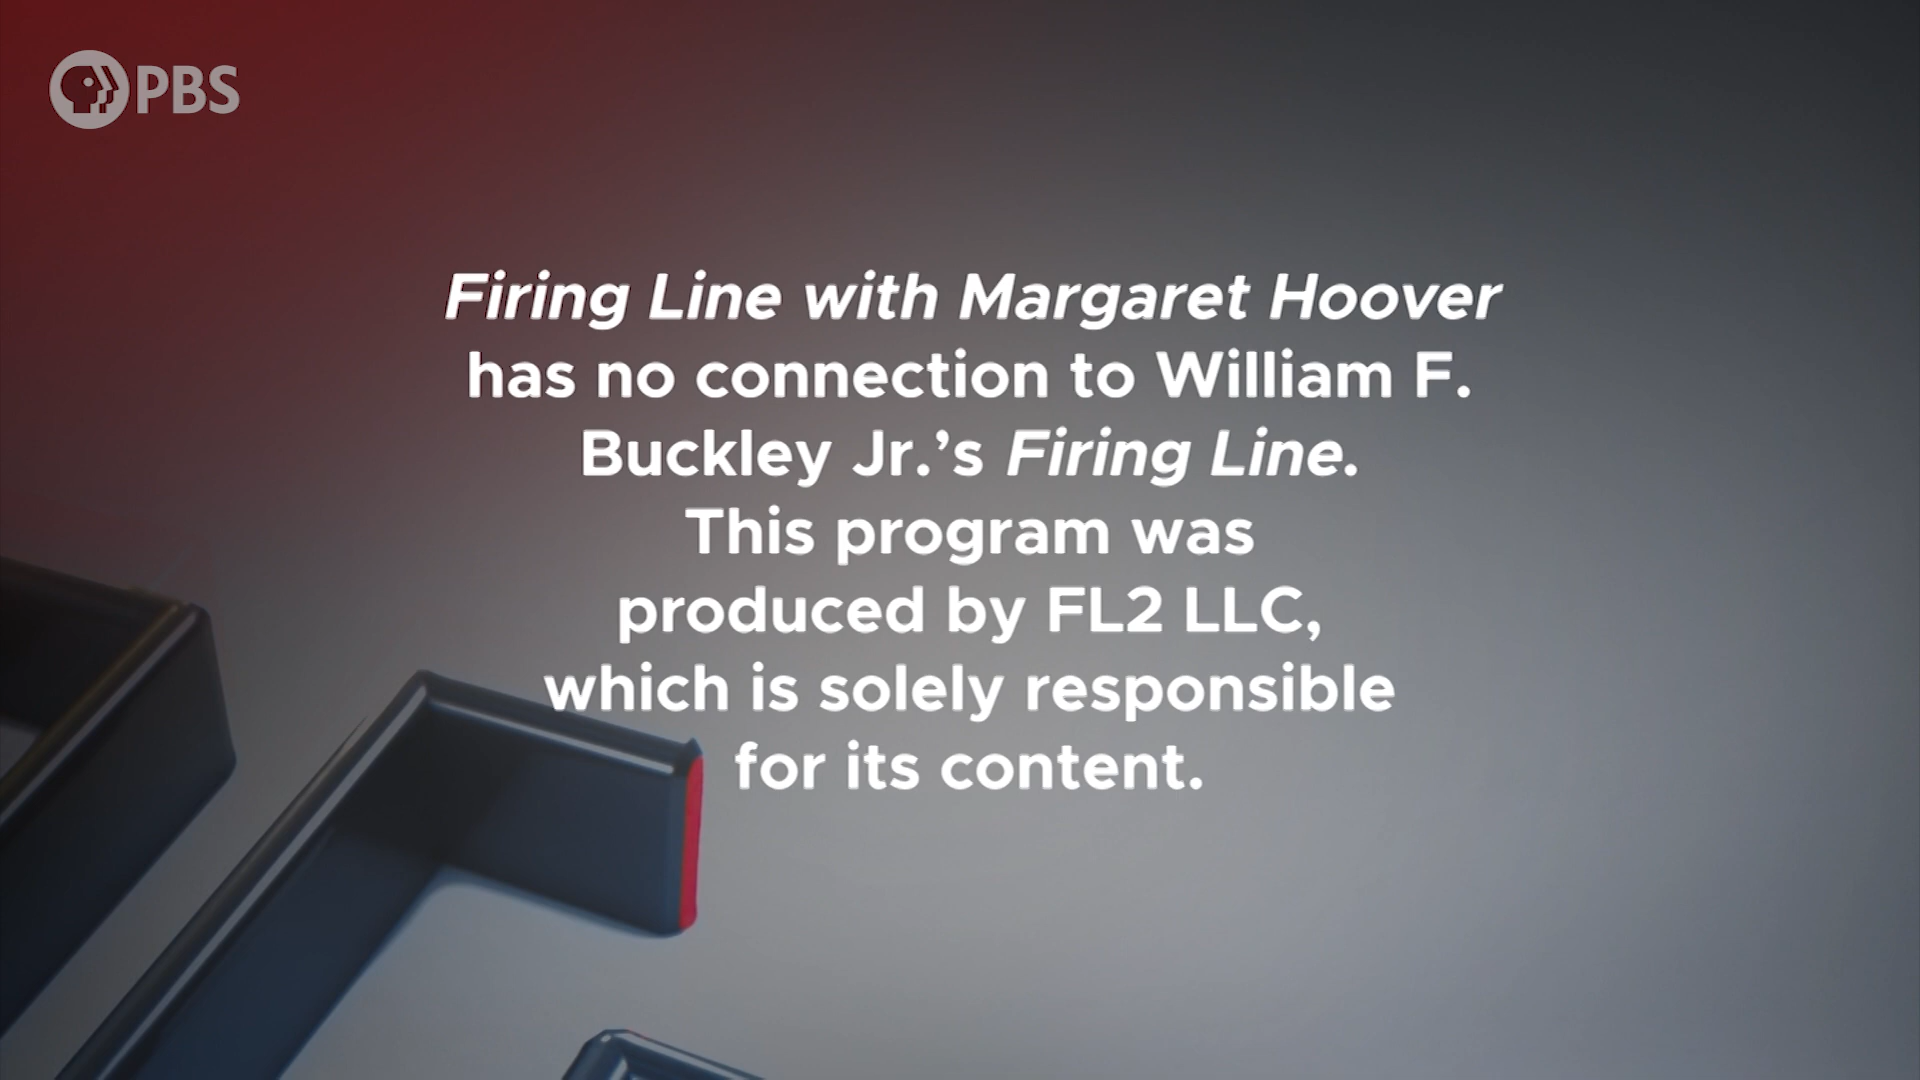 PBS
Firing Line with Margaret Hoover
has no connection to William F.
Buckley Jr.’s Firing Line.
This program was
produced by FL2 LLC,
which is solely responsible
for its content.